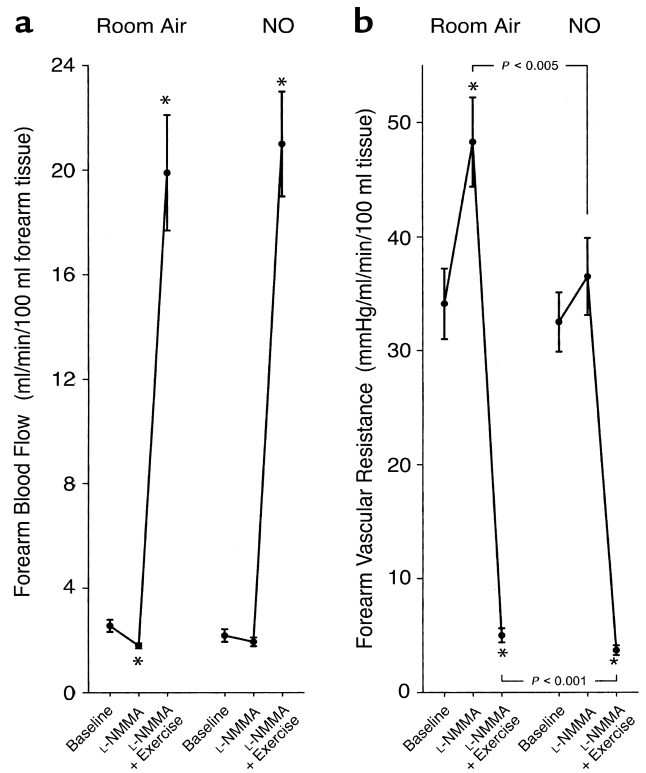 a
Room Air NO
24
20
16
12
8
4
0
Forearm Blood Flow (ml/min/100 ml forearm tissue)
*
*
*
Baseline
L-NMMA
L-NMMA
+ Exercise
Baseline
L-NMMA
L-NMMA
+ Exercise
b
Room Air NO
P < 0.005
50
40
30
20
10
0
Forearm Vascular Resistance (mmHg/ml/min/100 ml tissue)
*
*
*
P < 0.001
Baseline
L-NMMA
L-NMMA
+ Exercise
Baseline
L-NMMA
L-NMMA
+ Exercise